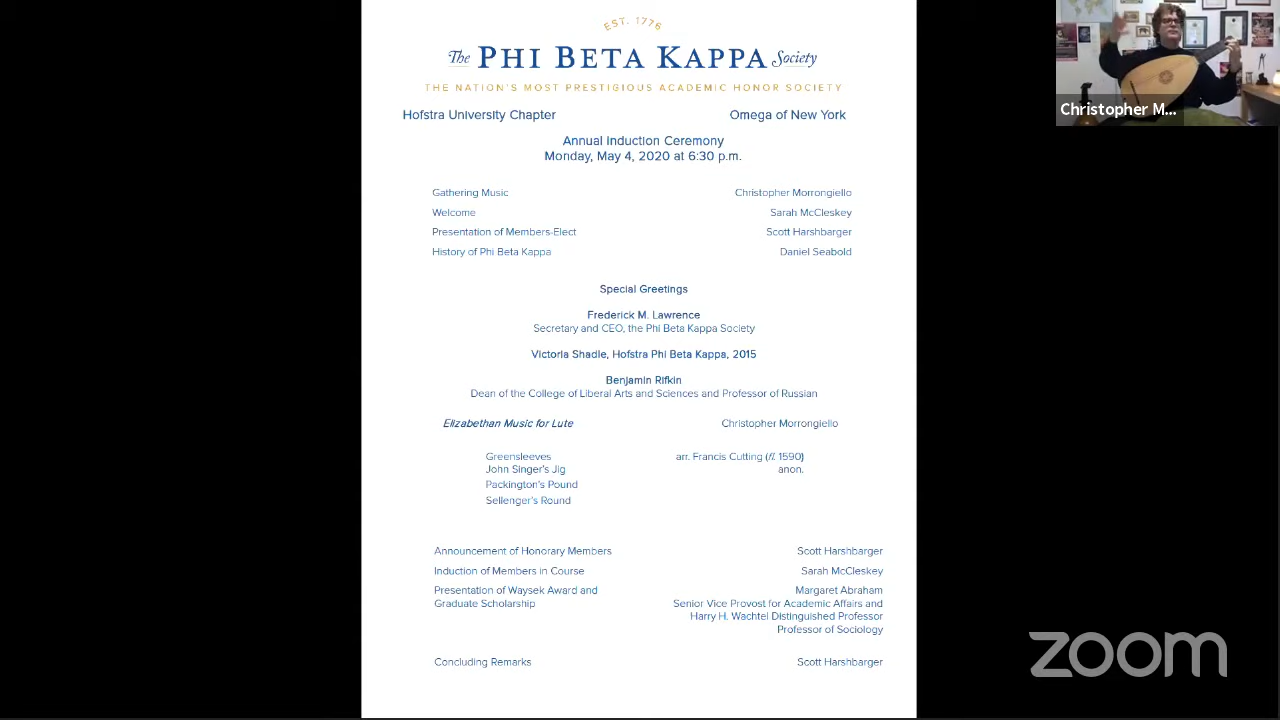 EST. 1776
The PHI BETA KAPPA Society
THE NATION'S MOST PRESTIGIOUS ACADEMIC HONOR SOCIETY
Hofstra University Chapter Omega of New York
Annual Induction Ceremony
Monday, May 4, 2020 at 6:30 p.m.
Gathering Music Christopher Morrongiello
Welcome Sarah McCleskey
Presentation of Members-Elect Scott Harshbarger
History of Phi Beta Kappa Daniel Seabold
Special Greetings
Frederick M. Lawrence
Secretary and CEO, the Phi Beta Kappa Society
Victoria Shadle, Hofstra Phi Beta Kappa, 2015
Benjamin Rifkin
Dean of the College of Liberal Arts and Sciences and Professor of Russian
Elizabethan Music for Lute Christopher Morrongiello
Greensleeves arr. Francis Cutting (fl. 1590)
John Singer's Jig anon.
Packington's Pound
Sellenger's Round
Announcement of Honorary Members Scott Harshbarger
Induction of Members in Course Sarah McCleskey
Presentation of Waysek Award and Margaret Abraham
Graduate Scholarship Senior Vice Provost for Academic Affairs and
Harry H. Wachtel Distinguished Professor
Professor of Sociology
Concluding Remarks Scott Harshbarger
Christopher M...
zoom